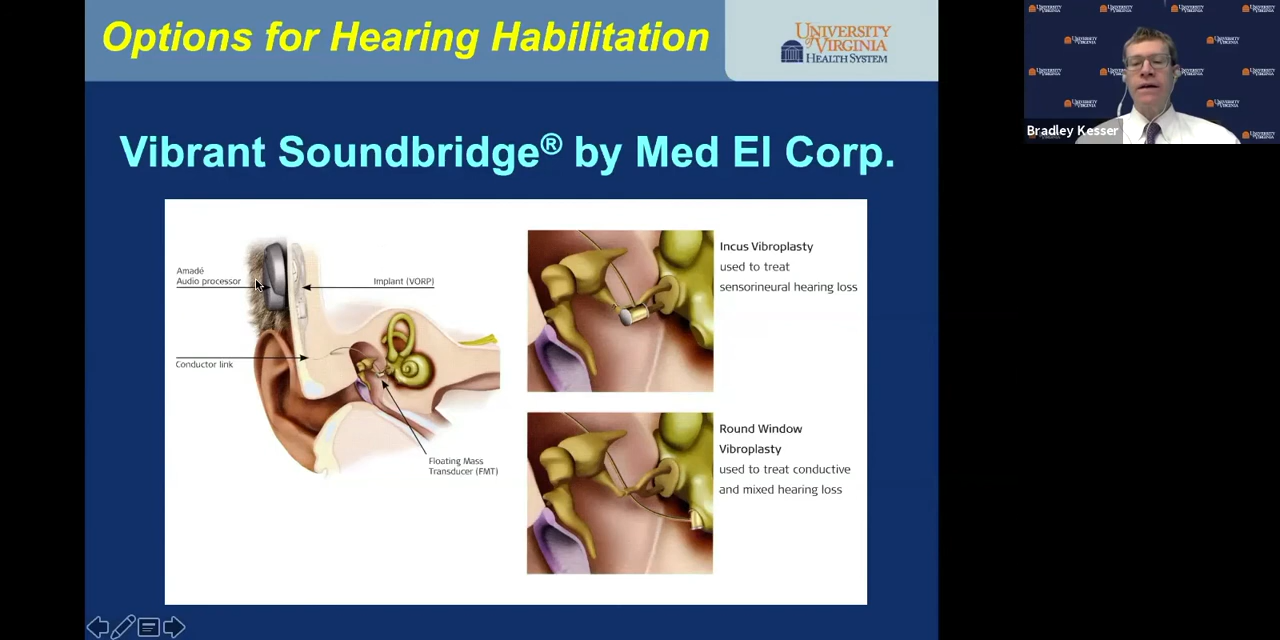 Options for Hearing Habilitation
UNIVERSITY
of VIRGINIA
HEALTH SYSTEM
Vibrant Soundbridge® by Med El Corp.
Amadé
Audio processor
Implant (VORP)
Conductor link
Floating Mass
Transducer (FMT)
Incus Vibroplasty
used to treat
sensorineural hearing loss
Round Window
Vibroplasty
used to treat conductive
and mixed hearing loss
Bradley Kesser